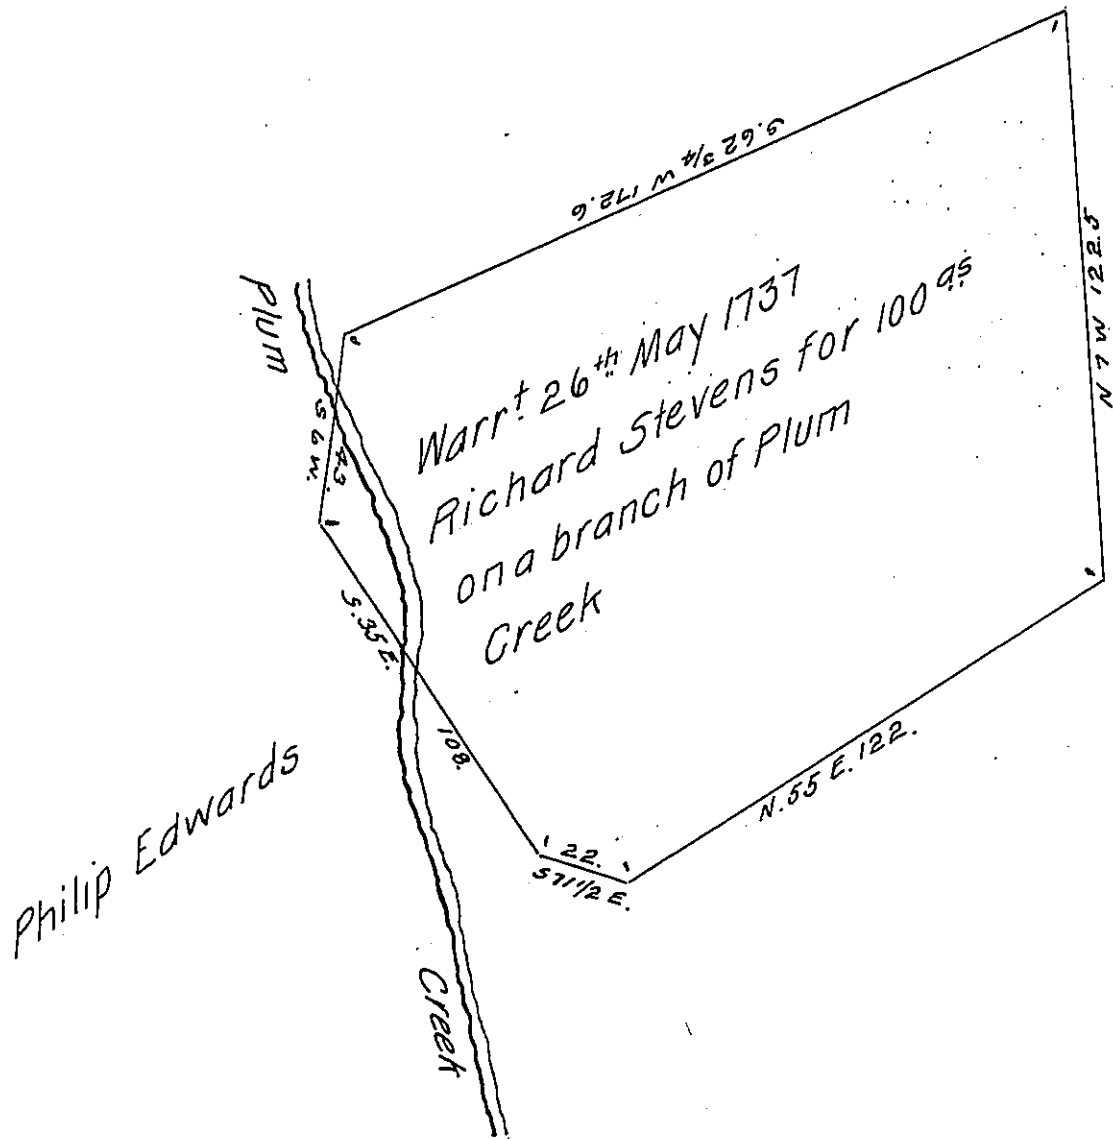 S. 62 3/4 W 172.6
N 7 W 122.5
Plum
S 6 W. 43.
Warr.t 26th May 1737
Richard Stevens for 100 as
on a branch of Plum
Creek
S. 35 E. 108.
Philip Edwards
22.
S 71 1/2 E.
N. 55 E. 122.
Creek